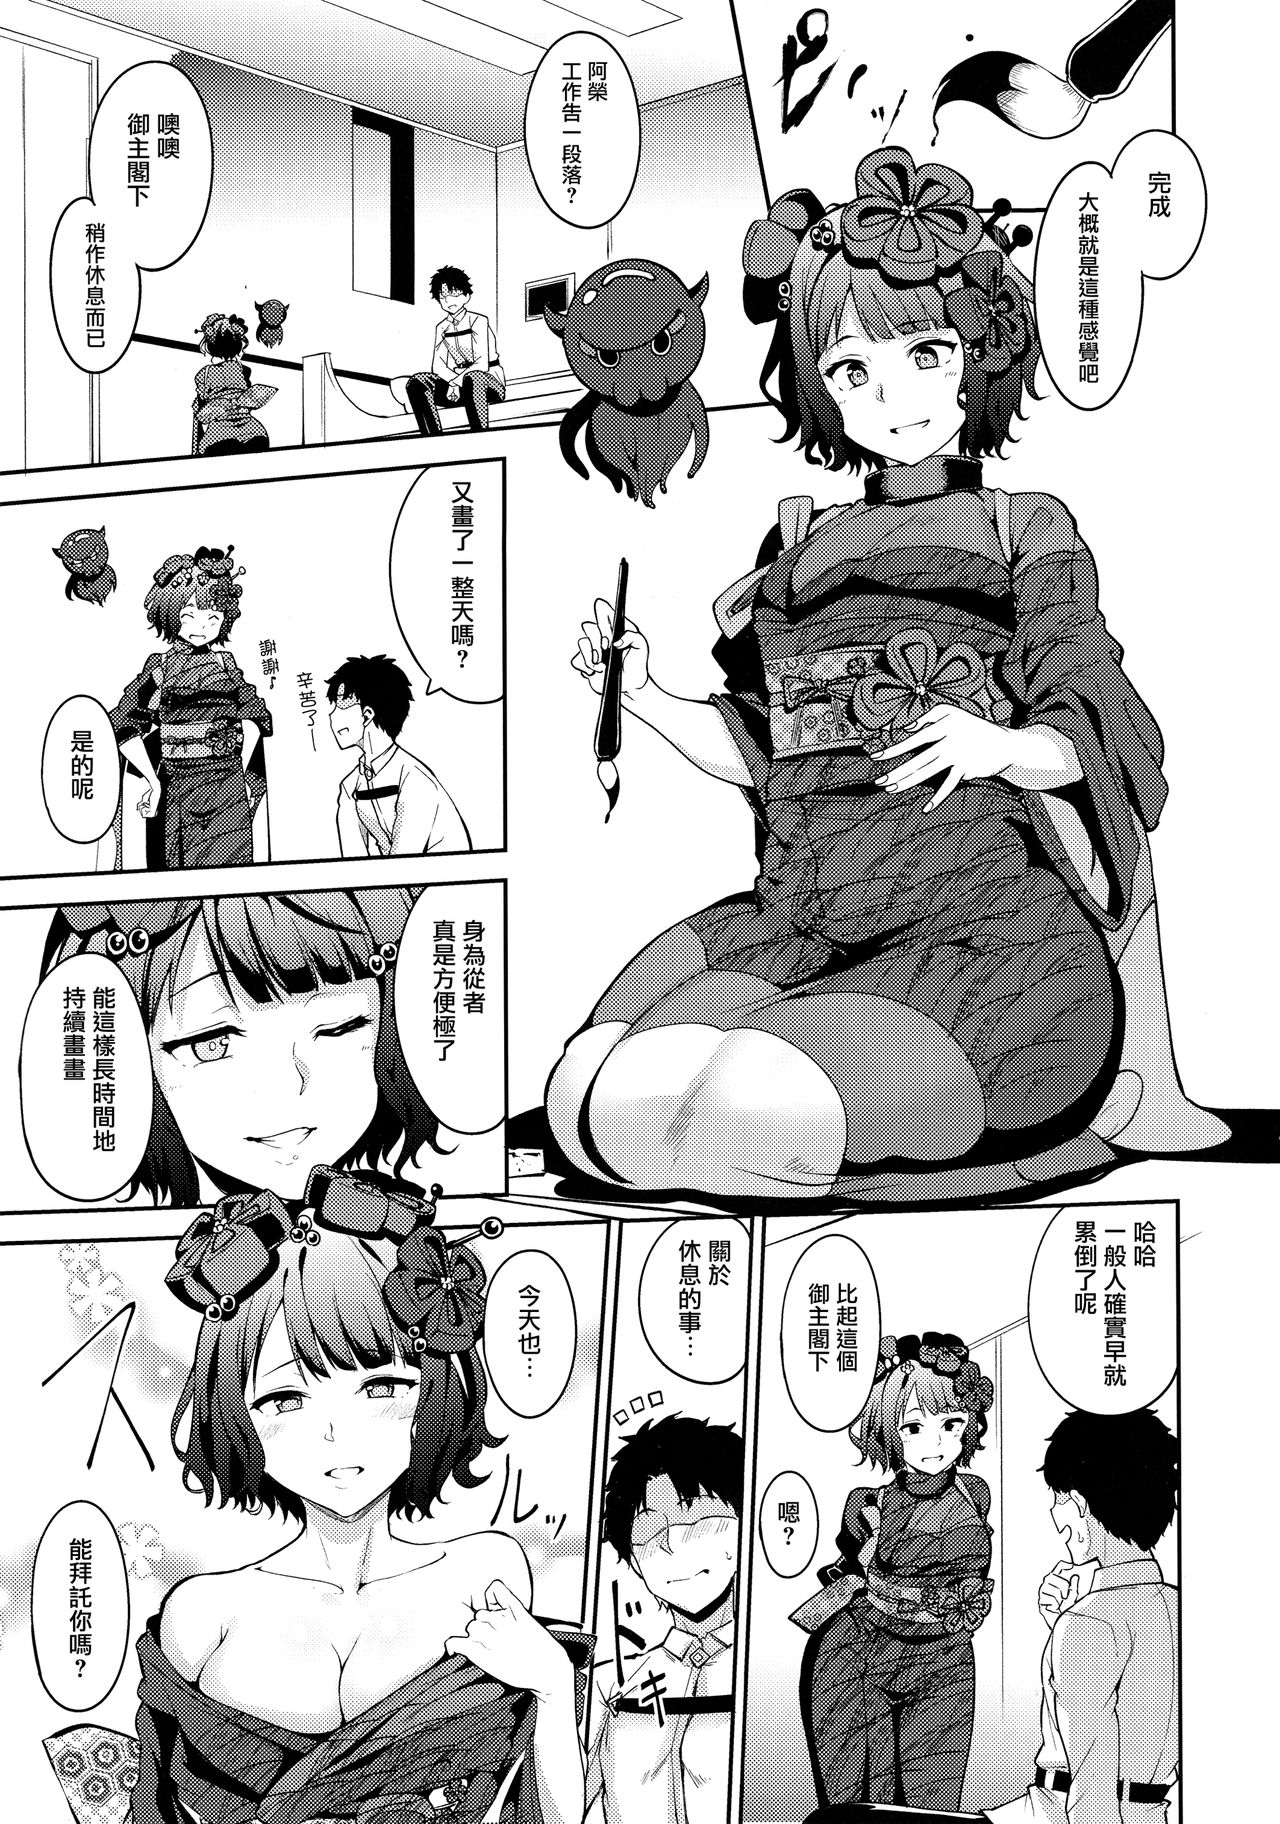 完成
大概就是這種感覺吧
阿榮
工作告一段落?
噢噢
御主閣下
稍作休息而已
又畫了一整天嗎?
辛苦了—
謝謝♪
是的呢
身為從者
真是方便極了
能這樣長時間地
持續畫畫
哈哈
一般人確實早就
累倒了呢
比起這個
御主閣下
嗯?
關於
休息的事…
ドキ
今天也…
スルッ
能拜託你嗎?